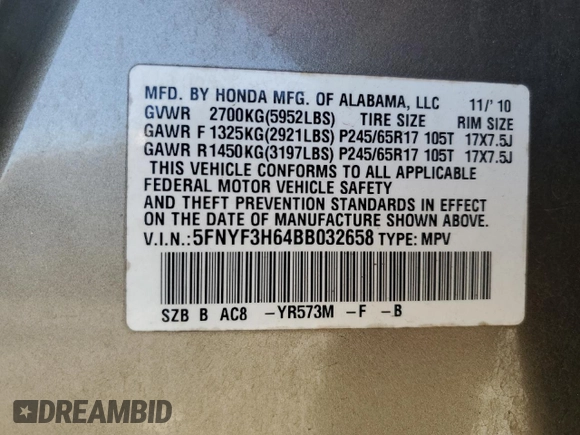 MFD. BY HONDA MFG. OF ALABAMA, LLC 11/'10
GVWR 2700KG(5952LBS) TIRE SIZE RIM SIZE
GAWR F 1325KG(2921LBS) P245/65R17 105T 17X7.5J
GAWR R 1450KG(3197LBS) P245/65R17 105T 17X7.5J
THIS VEHICLE CONFORMS TO ALL APPLICABLE
FEDERAL MOTOR VEHICLE SAFETY
AND THEFT PREVENTION STANDARDS IN EFFECT
ON THE DATE OF MANUFACTURE SHOWN ABOVE.
V.I.N.: 5FNYF3H64BB032658 TYPE: MPV
SZB B AC8 -YR573M -F -B
DREAMBID